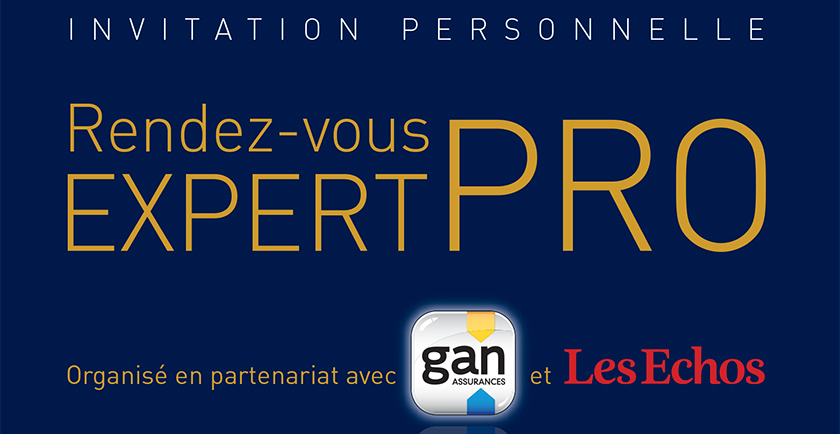 INVITATION PERSONNELLE
Rendez-vous
EXPERT PRO
Organisé en partenariat avec gan ASSURANCES et Les Echos